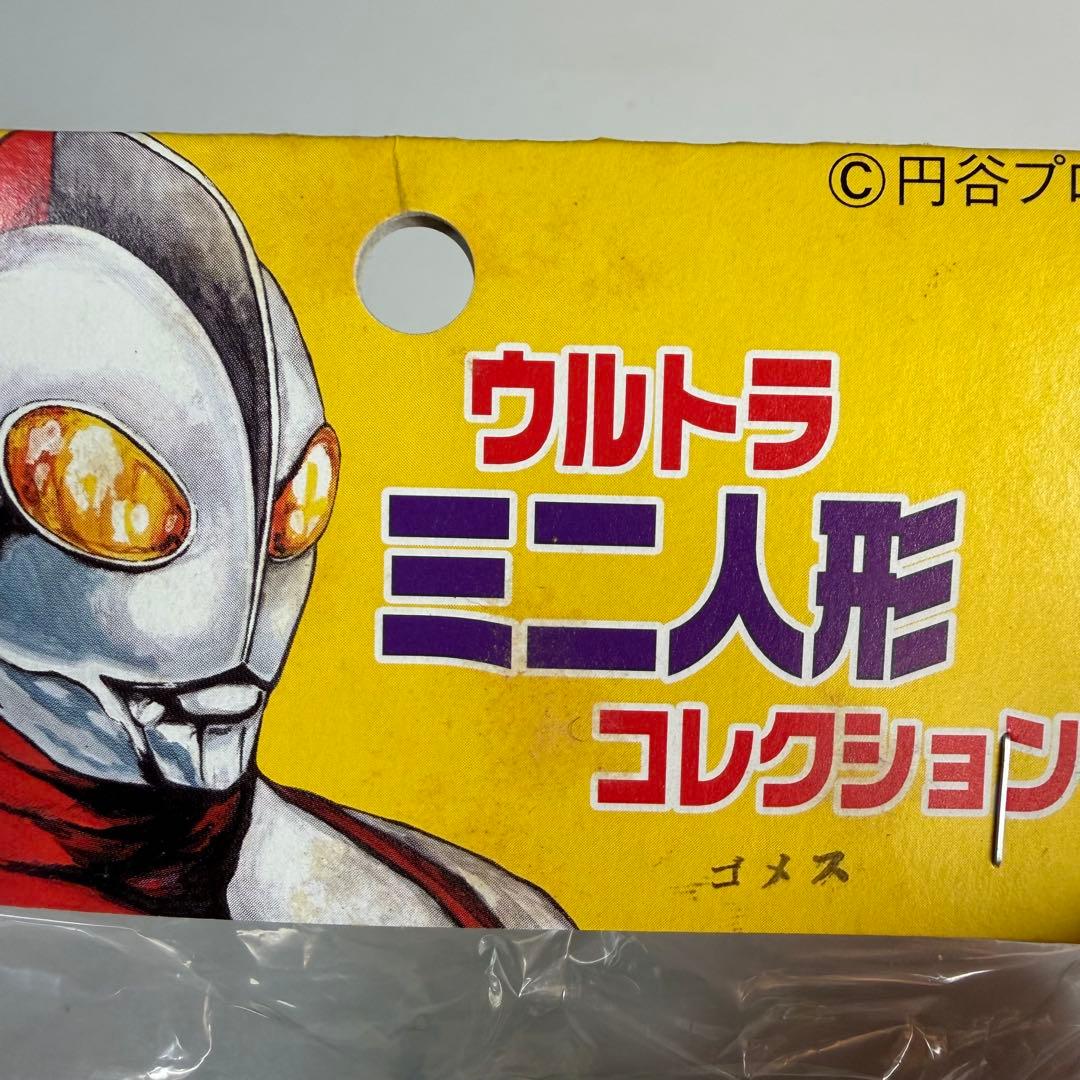 ©円谷プロ
ウルトラ
ミニ人形
コレクション
ゴメス